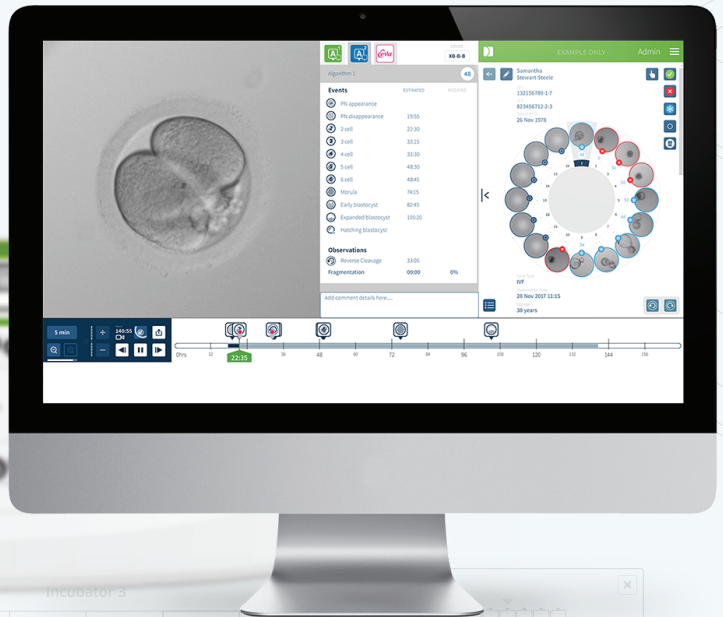 A
A
eeva
GRADE
XB-B-B
EXAMPLE ONLY
Admin
Algorithm 1
48
Events
ESTIMATED
MODIFIED
PN appearance
PN disappearance 19:55
2 cell 22:30
3 cell 33:15
4 cell 33:30
5 cell 48:30
6 cell 48:45
Morula 74:15
Early blastocyst 82:45
Expanded blastocyst 100:20
Hatching blastocyst
Observations
Reverse Cleavage 33:05
Fragmentation 00:00 0%
Add comment details here....
Samantha
Stewart-Steele
132156789-1-7
823456712-2-3
26 Nov 1978
IVF
28 Nov 2017 11:15
38 years
5 min
140:55
0hrs 12 36 48 60 72 84 96 108 120 132 144 156
22:35
Incubator 3